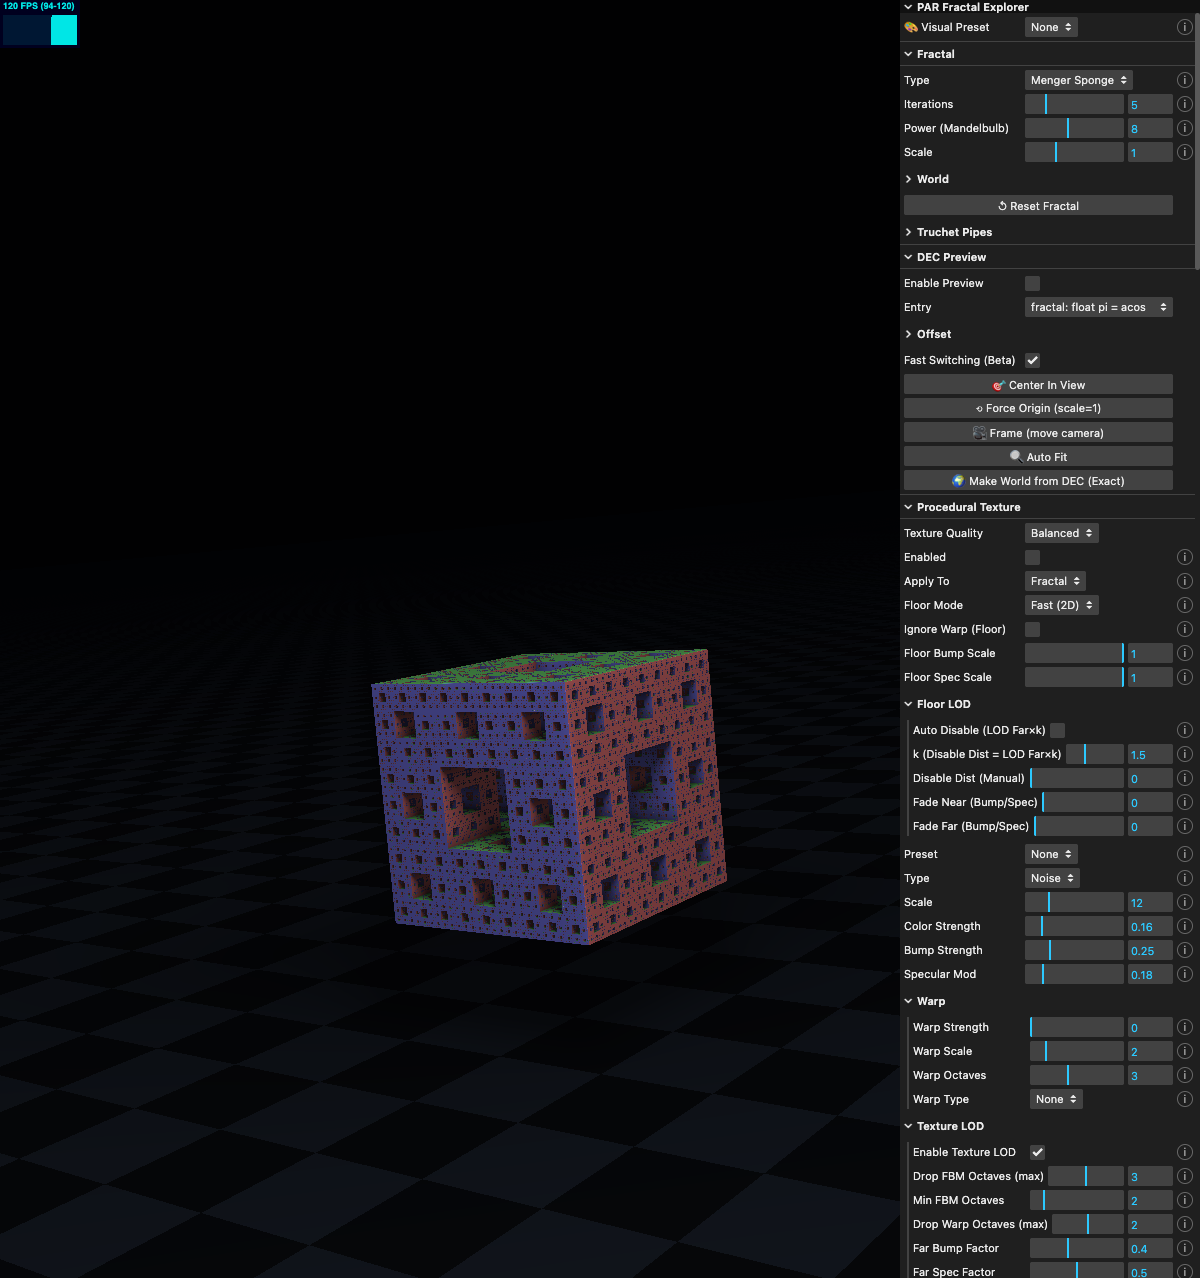 120 FPS (94-120)
PAR Fractal Explorer
🎨 Visual Preset None
Fractal
Type Menger Sponge
Iterations 5
Power (Mandelbulb) 8
Scale 1
World
↺ Reset Fractal
Truchet Pipes
DEC Preview
Enable Preview
Entry fractal: float pi = acos
Offset
Fast Switching (Beta)
🎯 Center In View
⟲ Force Origin (scale=1)
🎥 Frame (move camera)
🔍 Auto Fit
🌍 Make World from DEC (Exact)
Procedural Texture
Texture Quality Balanced
Enabled
Apply To Fractal
Floor Mode Fast (2D)
Ignore Warp (Floor)
Floor Bump Scale 1
Floor Spec Scale 1
Floor LOD
Auto Disable (LOD Far×k)
k (Disable Dist = LOD Far×k) 1.5
Disable Dist (Manual) 0
Fade Near (Bump/Spec) 0
Fade Far (Bump/Spec) 0
Preset None
Type Noise
Scale 12
Color Strength 0.16
Bump Strength 0.25
Specular Mod 0.18
Warp
Warp Strength 0
Warp Scale 2
Warp Octaves 3
Warp Type None
Texture LOD
Enable Texture LOD
Drop FBM Octaves (max) 3
Min FBM Octaves 2
Drop Warp Octaves (max) 2
Far Bump Factor 0.4
Far Spec Factor 0.5